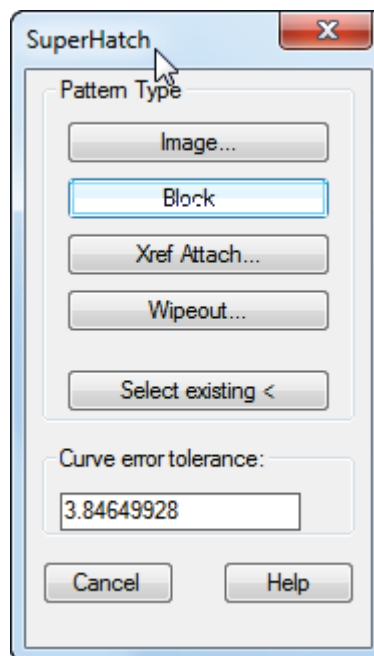 SuperHatch
Pattern Type
Image...
Block
Xref Attach...
Wipeout...
Select existing <
Curve error tolerance:
3.84649928
Cancel Help